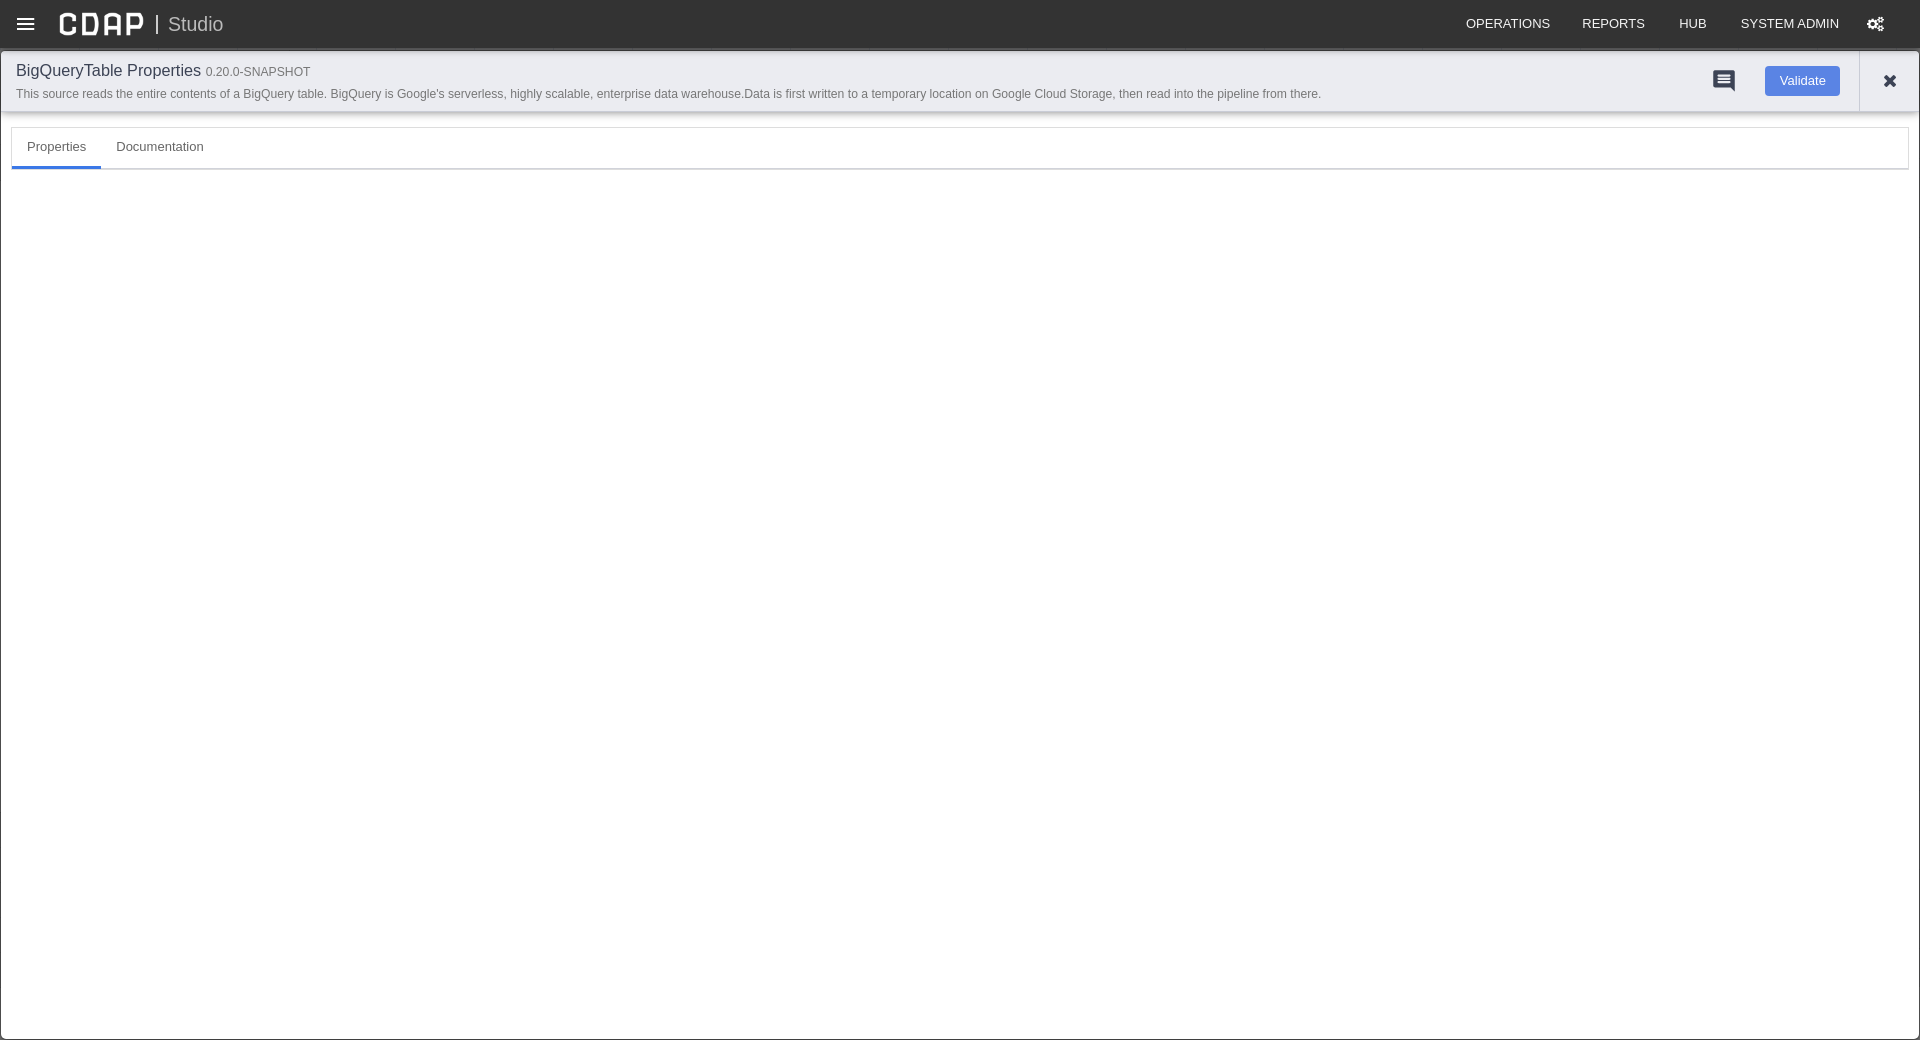 CDAP | Studio OPERATIONS REPORTS HUB SYSTEM ADMIN
BigQueryTable Properties 0.20.0-SNAPSHOT
This source reads the entire contents of a BigQuery table. BigQuery is Google's serverless, highly scalable, enterprise data warehouse.Data is first written to a temporary location on Google Cloud Storage, then read into the pipeline from there.
Validate
Properties Documentation